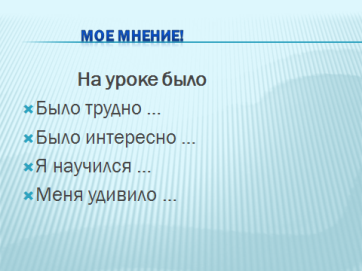 МОЕ МНЕНИЕ!
На уроке было
Было трудно ...
Было интересно ...
Я научился ...
Меня удивило ...